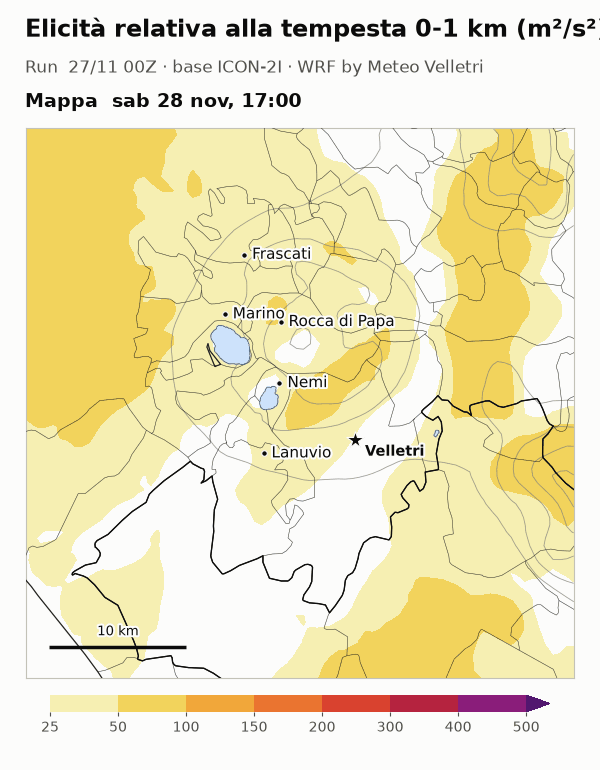 Elicità relativa alla tempesta 0-1 km (m²/s²)
Run  27/11 00Z · base ICON-2I · WRF by Meteo Velletri
Mappa  sab 28 nov, 17:00
Frascati
Marino
Rocca di Papa
Nemi
Velletri
Lanuvio
10 km
25 50 100 150 200 300 400 500